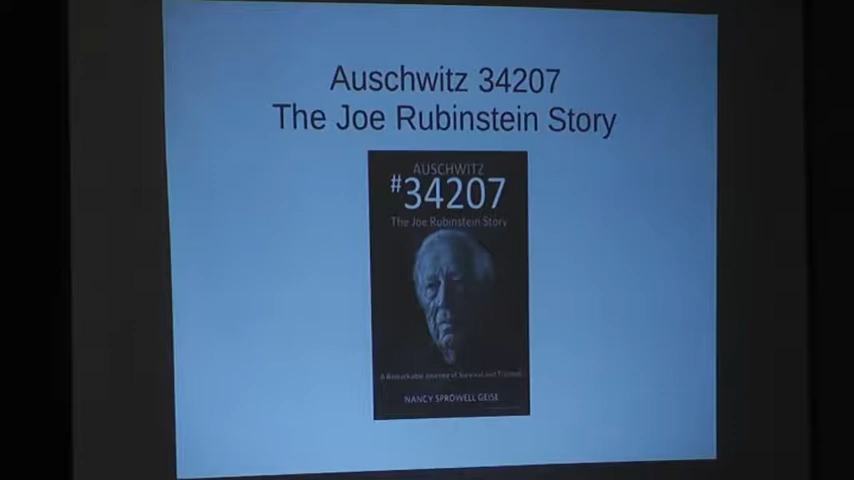 Auschwitz 34207
The Joe Rubinstein Story
AUSCHWITZ
#34207
The Joe Rubinstein Story
A Remarkable Journey of Survival and Triumph
NANCY SPROWELL GEISE